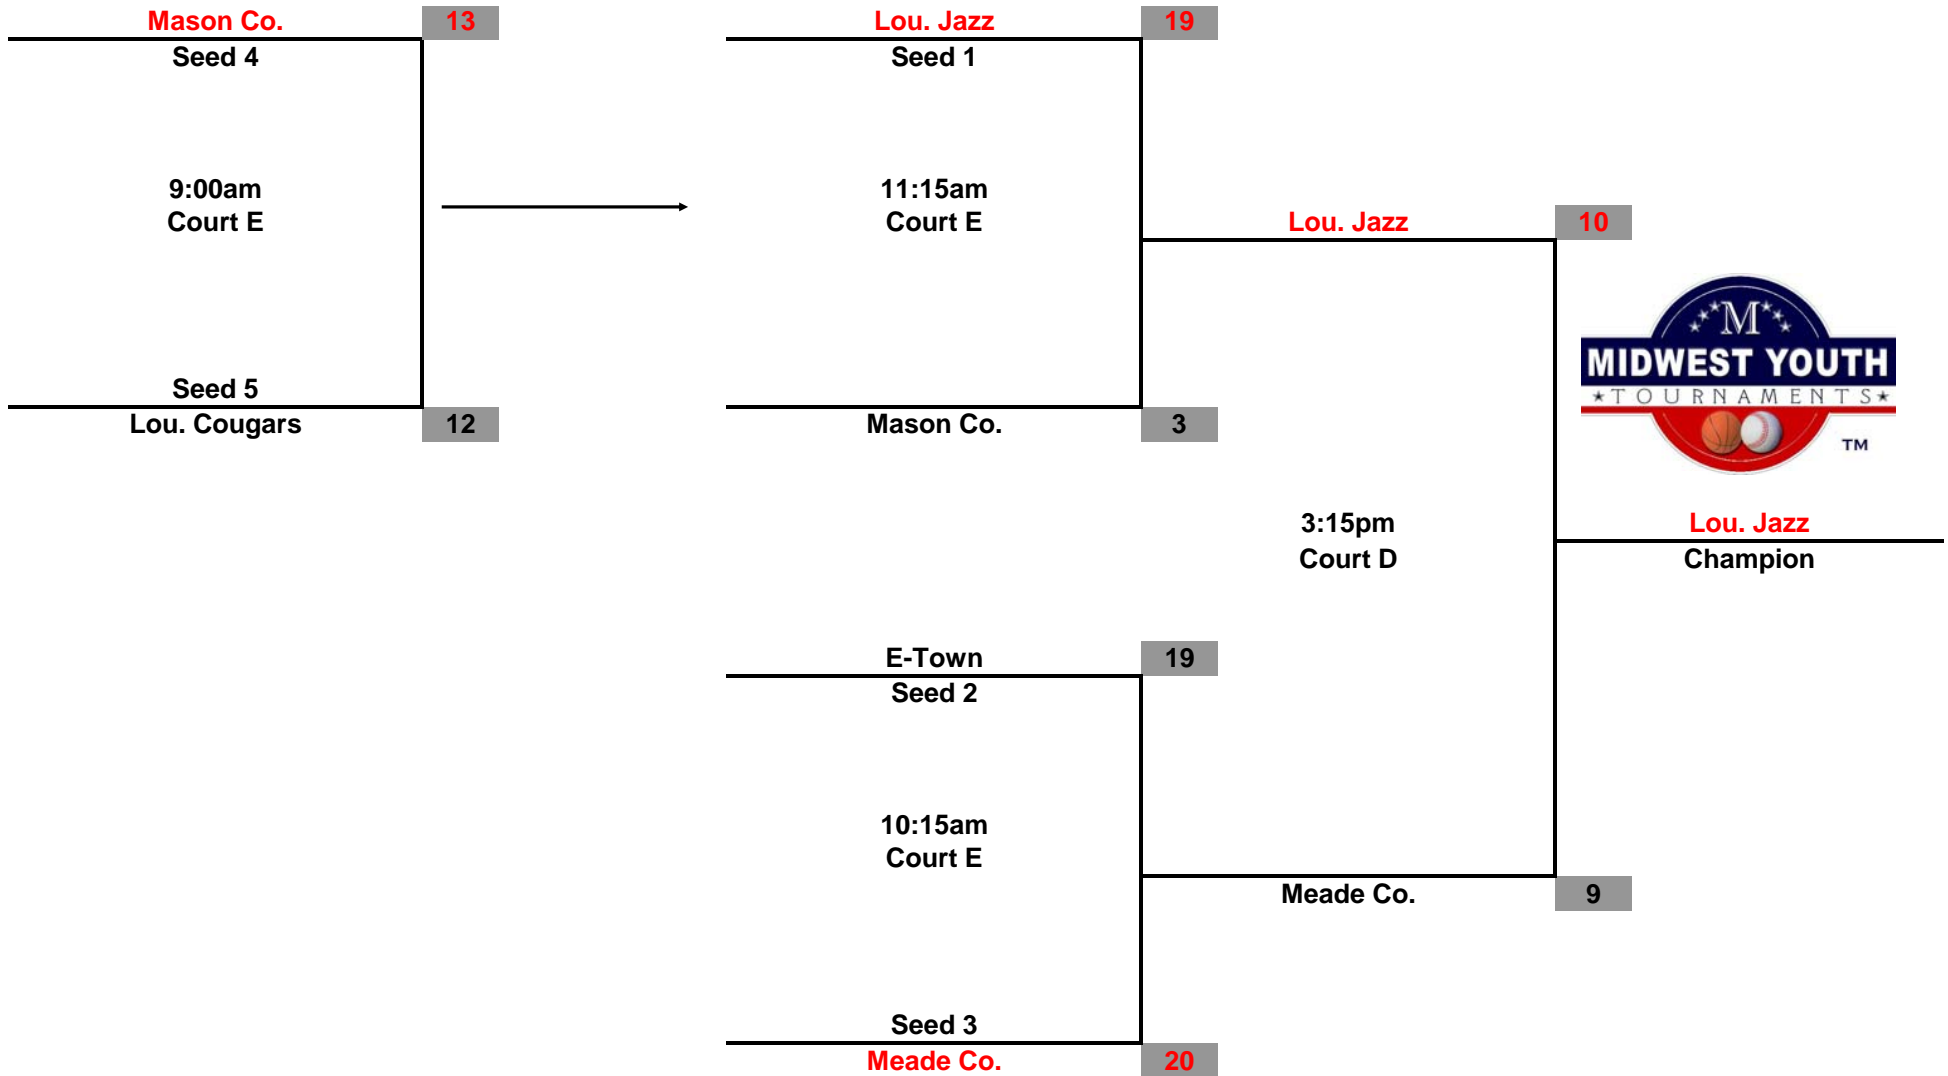 Mason Co. 13
Seed 4
9:00am
Court E
Seed 5
Lou. Cougars 12
Lou. Jazz 19
Seed 1
11:15am
Court E
Mason Co. 3
E-Town 19
Seed 2
10:15am
Court E
Seed 3
Meade Co. 20
Lou. Jazz 10
3:15pm
Court D
Meade Co. 9
M
MIDWEST YOUTH
TOURNAMENTS
TM
Lou. Jazz
Champion